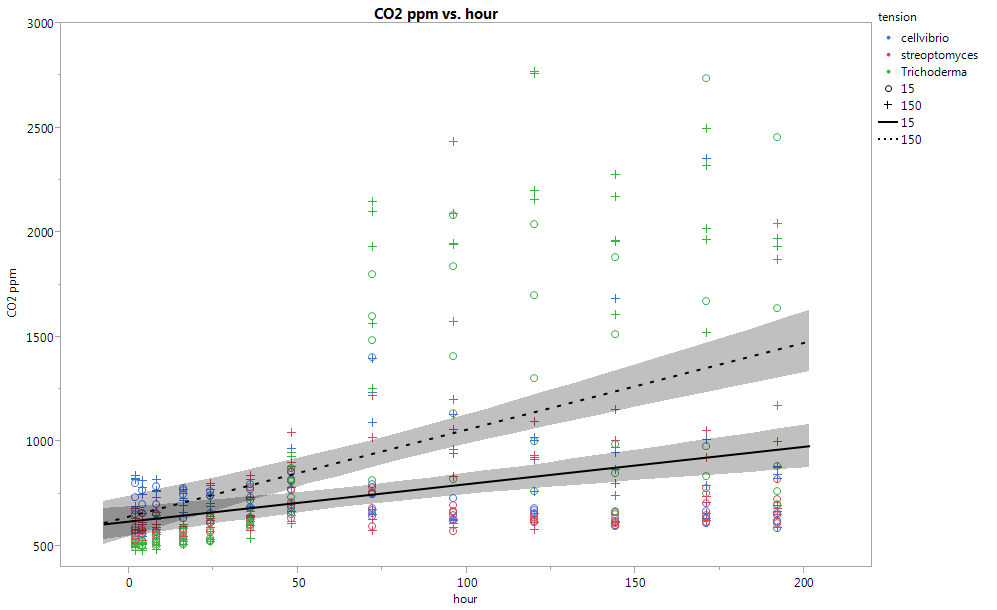 CO2 ppm vs. hour
tension
cellvibrio
streoptomyces
Trichoderma
15
150
15
150
3000
2500
2000
1500
1000
500
CO2 ppm
0
50
100
150
200
hour